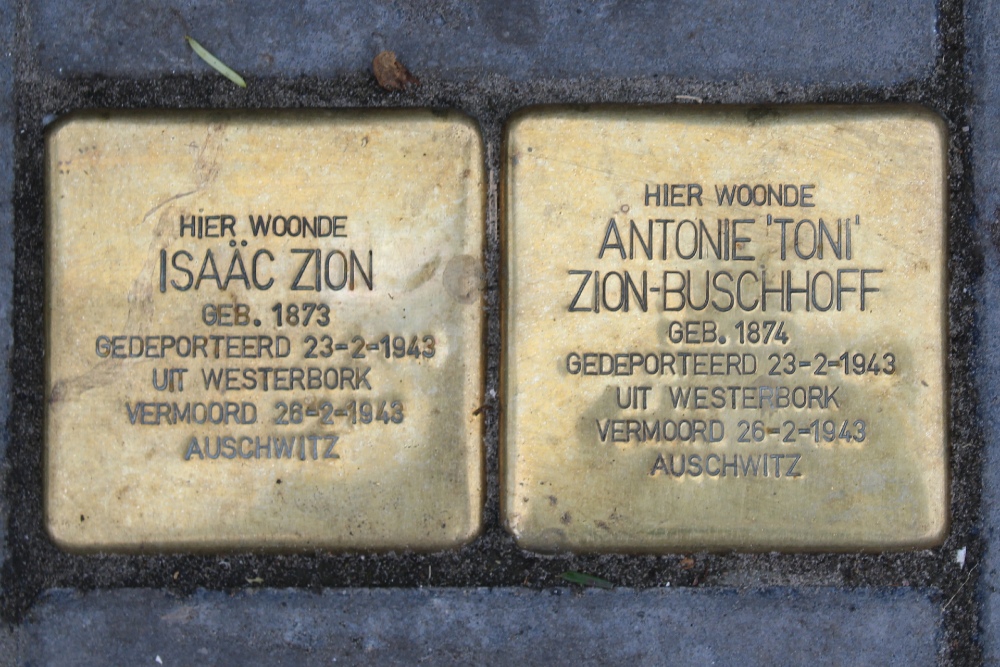 HIER WOONDE
ISAÄC ZION
GEB. 1873
GEDEPORTEERD 23-2-1943
UIT WESTERBORK
VERMOORD 26-2-1943
AUSCHWITZ
HIER WOONDE
ANTONIE 'TONI'
ZION-BUSCHHOFF
GEB. 1874
GEDEPORTEERD 23-2-1943
UIT WESTERBORK
VERMOORD 26-2-1943
AUSCHWITZ